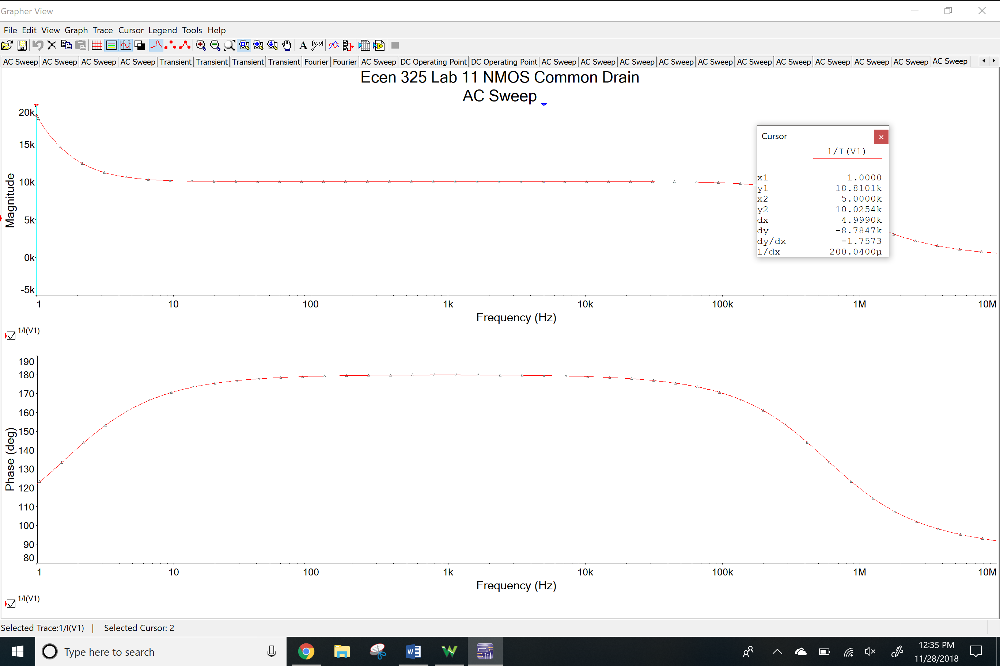 Grapher View
File Edit View Graph Trace Cursor Legend Tools Help
AC Sweep AC Sweep AC Sweep AC Sweep Transient Transient Transient Transient Fourier Fourier AC Sweep DC Operating Point DC Operating Point AC Sweep AC Sweep AC Sweep AC Sweep AC Sweep AC Sweep AC Sweep AC Sweep AC Sweep AC Sweep AC Sweep
Ecen 325 Lab 11 NMOS Common Drain
AC Sweep
Magnitude
20k
15k
10k
5k
0k
-5k
1 10 100 1k 10k 100k 1M 10M
Frequency (Hz)
Cursor
1/I(V1)
x1 1.0000
y1 18.8101k
x2 5.0000k
y2 10.0254k
dx 4.9990k
dy -8.7847k
dy/dx -1.7573
1/dx 200.0400µ
1/I(V1)
Phase (deg)
190
180
170
160
150
140
130
120
110
100
90
80
1 10 100 1k 10k 100k 1M 10M
Frequency (Hz)
1/I(V1)
Selected Trace:1/I(V1) | Selected Cursor: 2
Type here to search
12:35 PM
11/28/2018